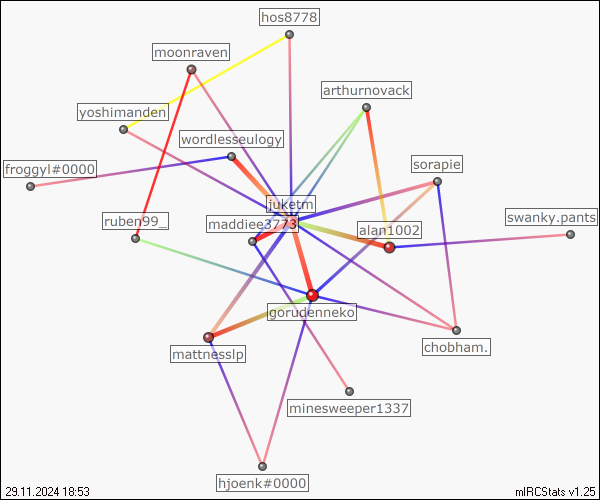 hos8778
moonraven
arthurnovack
yoshimanden
wordlesseulogy
sorapie
froggyl#0000
juketm
ruben99_
maddiee3773
alan1002
swanky.pants
gorudenneko
mattnesslp
chobham.
minesweeper1337
hjoenk#0000
29.11.2024 18:53
mIRCStats v1.25